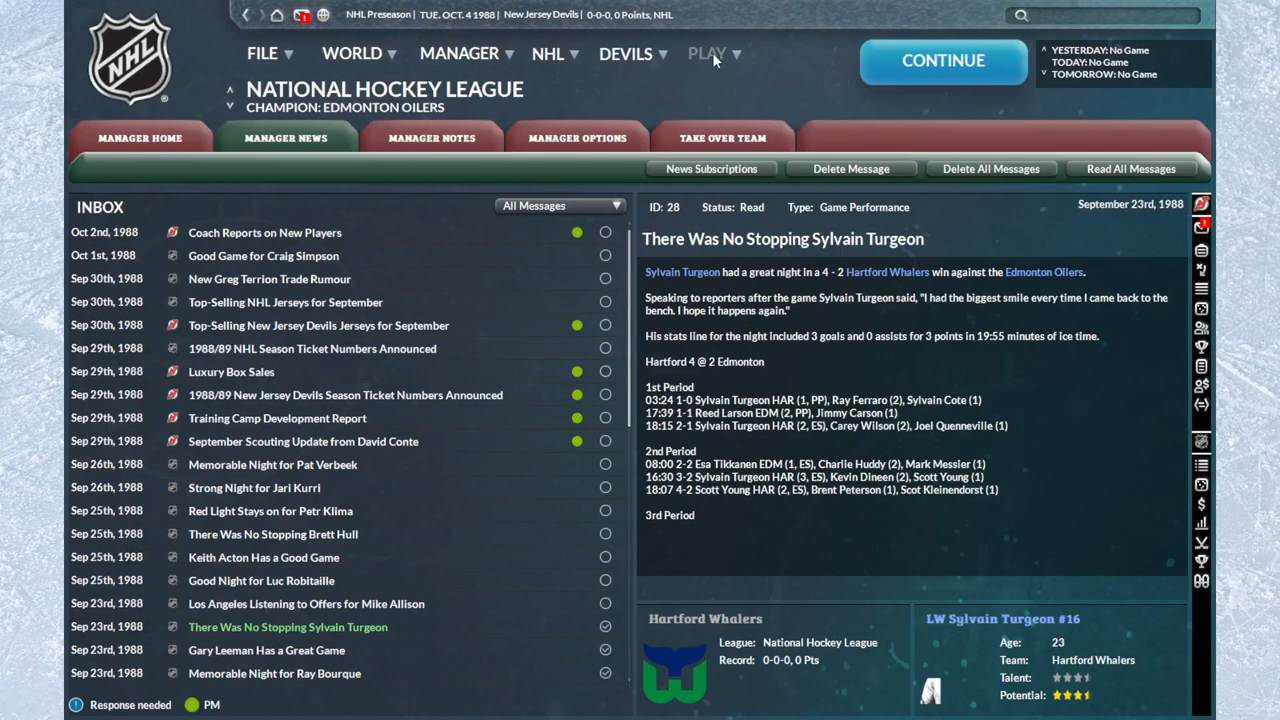 NHL Preseason | TUE. OCT. 4 1988 | New Jersey Devils | 0-0-0, 0 Points, NHL
NHL
FILE WORLD MANAGER NHL DEVILS PLAY
CONTINUE
YESTERDAY: No Game
TODAY: No Game
TOMORROW: No Game
NATIONAL HOCKEY LEAGUE
CHAMPION: EDMONTON OILERS
MANAGER HOME MANAGER NEWS MANAGER NOTES MANAGER OPTIONS TAKE OVER TEAM
News Subscriptions Delete Message Delete All Messages Read All Messages
INBOX All Messages
Oct 2nd, 1988 Coach Reports on New Players
Oct 1st, 1988 Good Game for Craig Simpson
Sep 30th, 1988 New Greg Terrion Trade Rumour
Sep 30th, 1988 Top-Selling NHL Jerseys for September
Sep 30th, 1988 Top-Selling New Jersey Devils Jerseys for September
Sep 29th, 1988 1988/89 NHL Season Ticket Numbers Announced
Sep 29th, 1988 Luxury Box Sales
Sep 29th, 1988 1988/89 New Jersey Devils Season Ticket Numbers Announced
Sep 29th, 1988 Training Camp Development Report
Sep 29th, 1988 September Scouting Update from David Conte
Sep 26th, 1988 Memorable Night for Pat Verbeek
Sep 26th, 1988 Strong Night for Jari Kurri
Sep 25th, 1988 Red Light Stays on for Petr Klima
Sep 25th, 1988 There Was No Stopping Brett Hull
Sep 25th, 1988 Keith Acton Has a Good Game
Sep 25th, 1988 Good Night for Luc Robitaille
Sep 23rd, 1988 Los Angeles Listening to Offers for Mike Allison
Sep 23rd, 1988 There Was No Stopping Sylvain Turgeon
Sep 23rd, 1988 Gary Leeman Has a Great Game
Sep 23rd, 1988 Memorable Night for Ray Bourque
! Response needed PM
ID: 28 Status: Read Type: Game Performance September 23rd, 1988
There Was No Stopping Sylvain Turgeon
Sylvain Turgeon had a great night in a 4 - 2 Hartford Whalers win against the Edmonton Oilers.
Speaking to reporters after the game Sylvain Turgeon said, "I had the biggest smile every time I came back to the
bench. I hope it happens again."
His stats line for the night included 3 goals and 0 assists for 3 points in 19:55 minutes of ice time.
Hartford 4 @ 2 Edmonton
1st Period
03:24 1-0 Sylvain Turgeon HAR (1, PP), Ray Ferraro (2), Sylvain Cote (1)
17:39 1-1 Reed Larson EDM (2, PP), Jimmy Carson (1)
18:15 2-1 Sylvain Turgeon HAR (2, ES), Carey Wilson (2), Joel Quenneville (1)
2nd Period
08:00 2-2 Esa Tikkanen EDM (1, ES), Charlie Huddy (2), Mark Messier (1)
16:30 3-2 Sylvain Turgeon HAR (3, ES), Kevin Dineen (2), Scott Young (1)
18:07 4-2 Scott Young HAR (2, ES), Brent Peterson (1), Scot Kleinendorst (1)
3rd Period
Hartford Whalers
League: National Hockey League
Record: 0-0-0, 0 Pts
LW Sylvain Turgeon #16
Age: 23
Team: Hartford Whalers
Talent:
Potential: